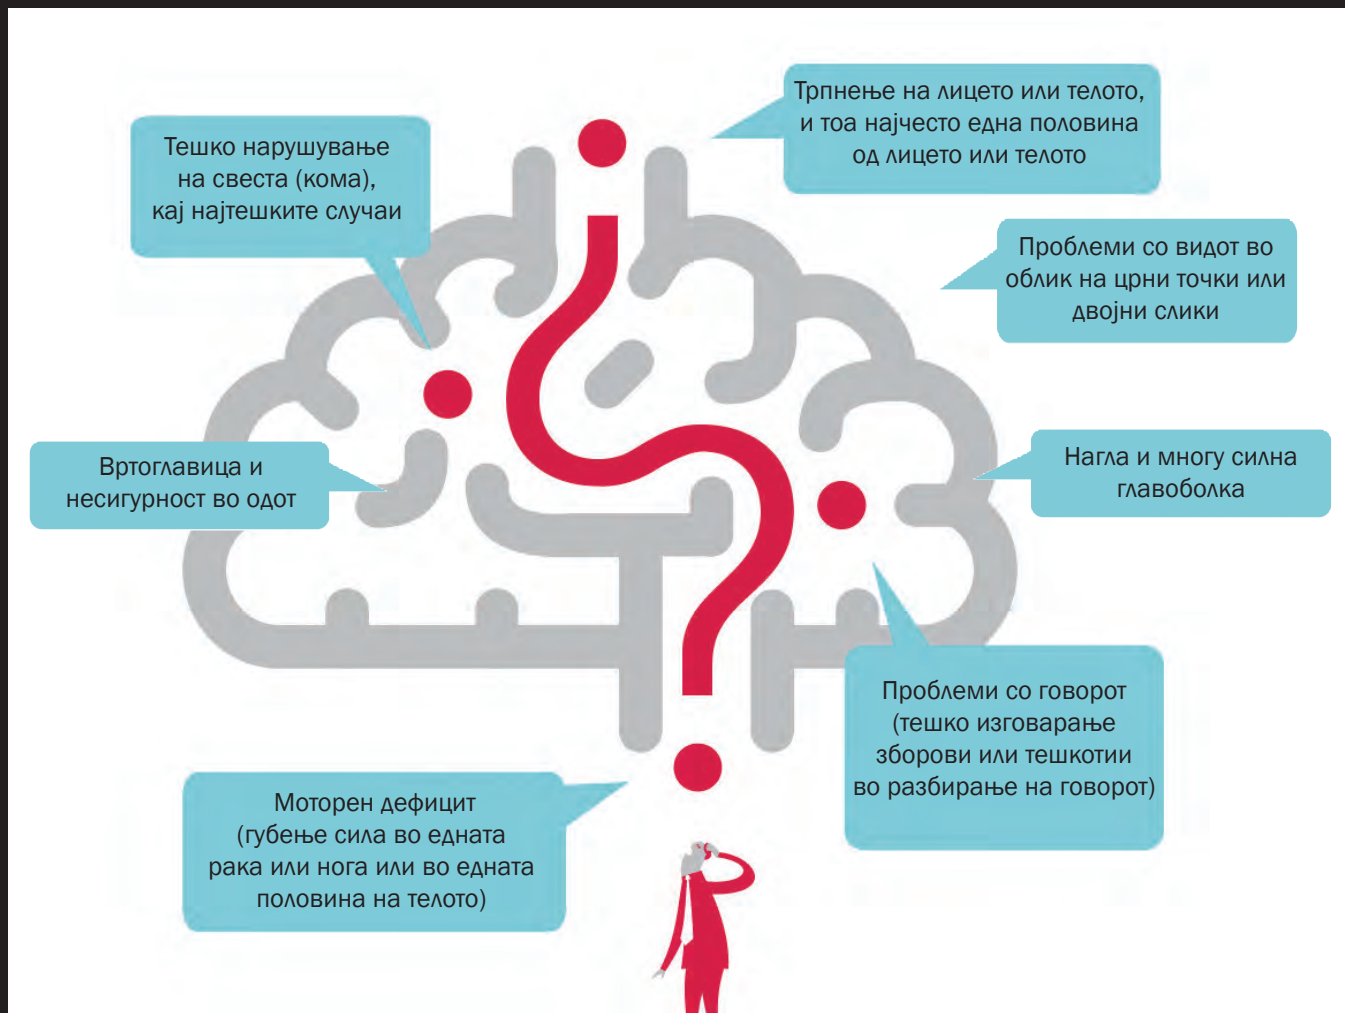 Трпнење на лицето или телото,
и тоа најчесто една половина
од лицето или телото
Тешко нарушување
на свеста (кома),
кај најтешките случаи
Проблеми со видот во
облик на црни точки или
двојни слики
Вртоглавица и
несигурност во одот
Нагла и многу силна
главоболка
Проблеми со говорот
(тешко изговарање
зборови или тешкотии
во разбирање на говорот)
Моторен дефицит
(губење сила во едната
рака или нога или во едната
половина на телото)